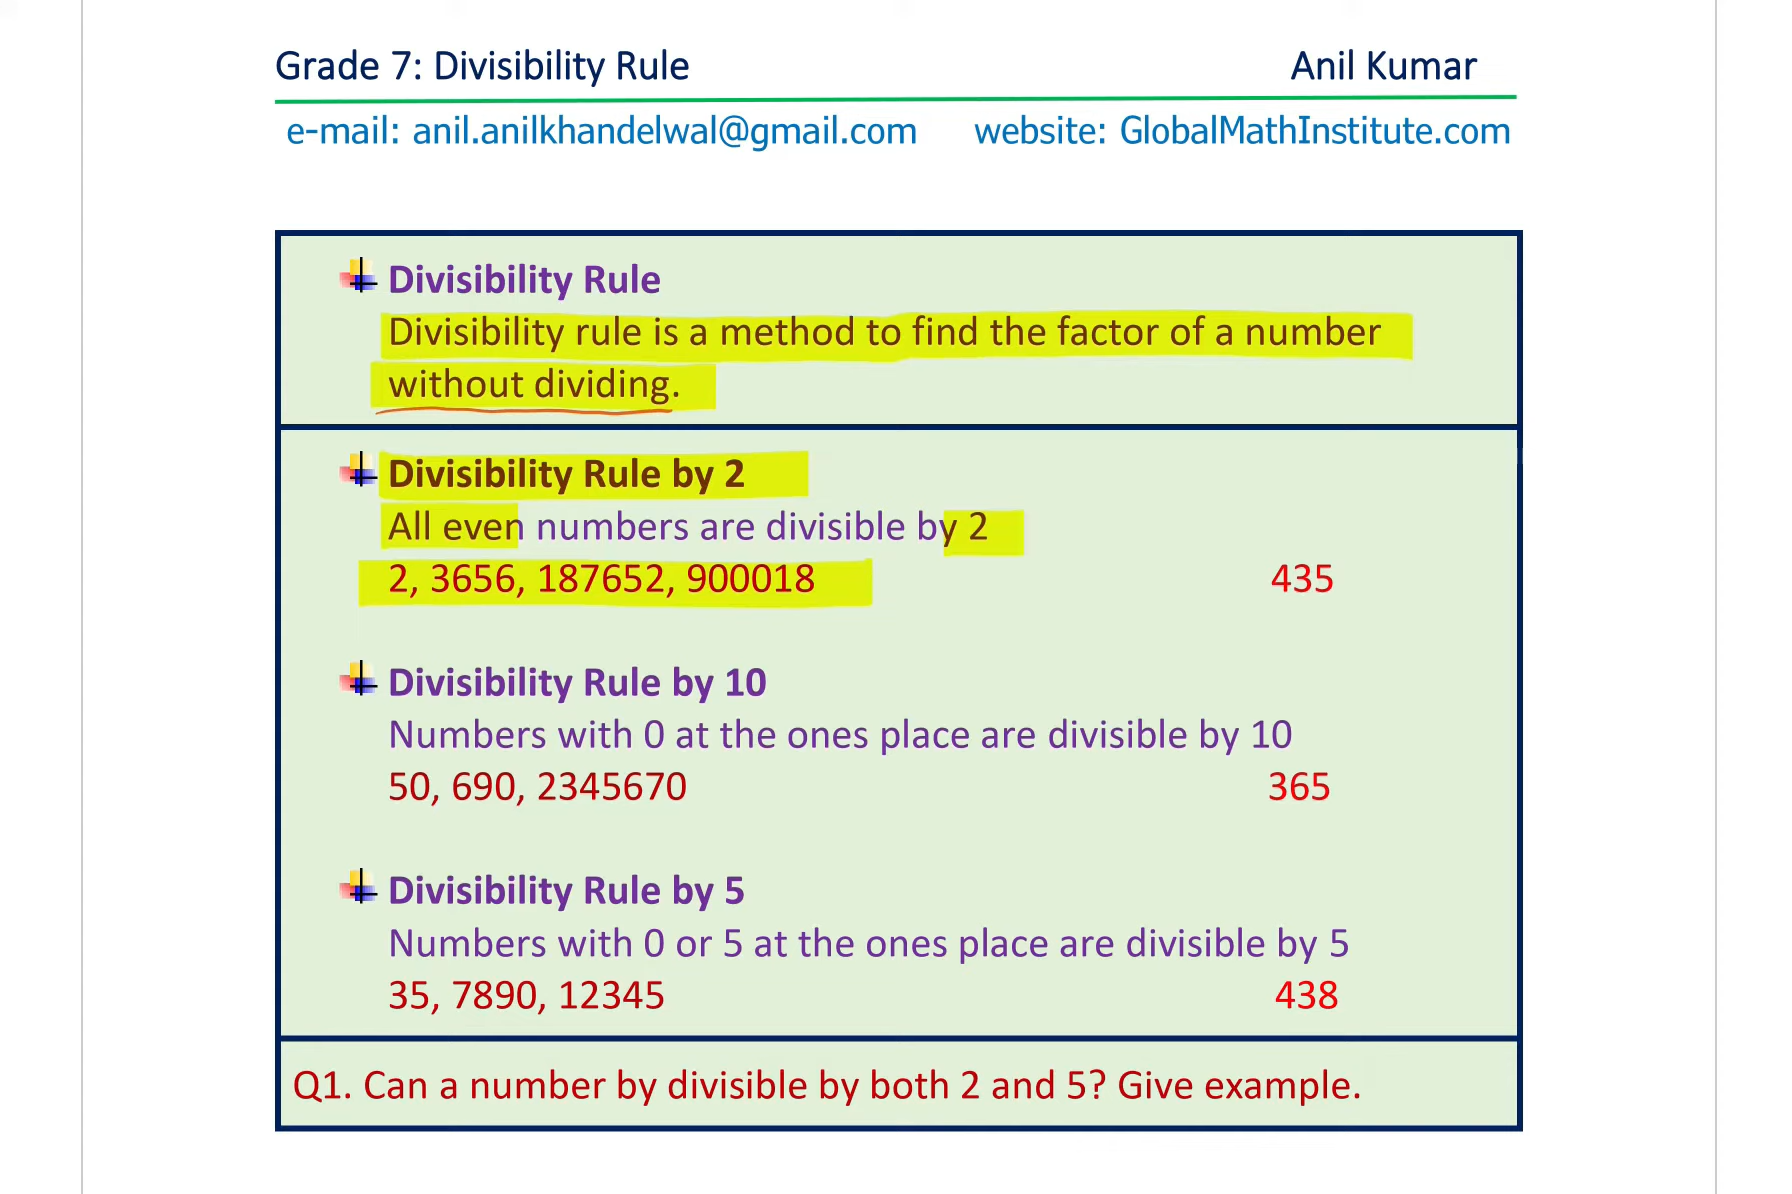 Grade 7: Divisibility Rule Anil Kumar
e-mail: anil.anilkhandelwal@gmail.com website: GlobalMathInstitute.com
Divisibility Rule
Divisibility rule is a method to find the factor of a number
without dividing.
Divisibility Rule by 2
All even numbers are divisible by 2
2, 3656, 187652, 900018 435
Divisibility Rule by 10
Numbers with 0 at the ones place are divisible by 10
50, 690, 2345670 365
Divisibility Rule by 5
Numbers with 0 or 5 at the ones place are divisible by 5
35, 7890, 12345 438
Q1. Can a number by divisible by both 2 and 5? Give example.